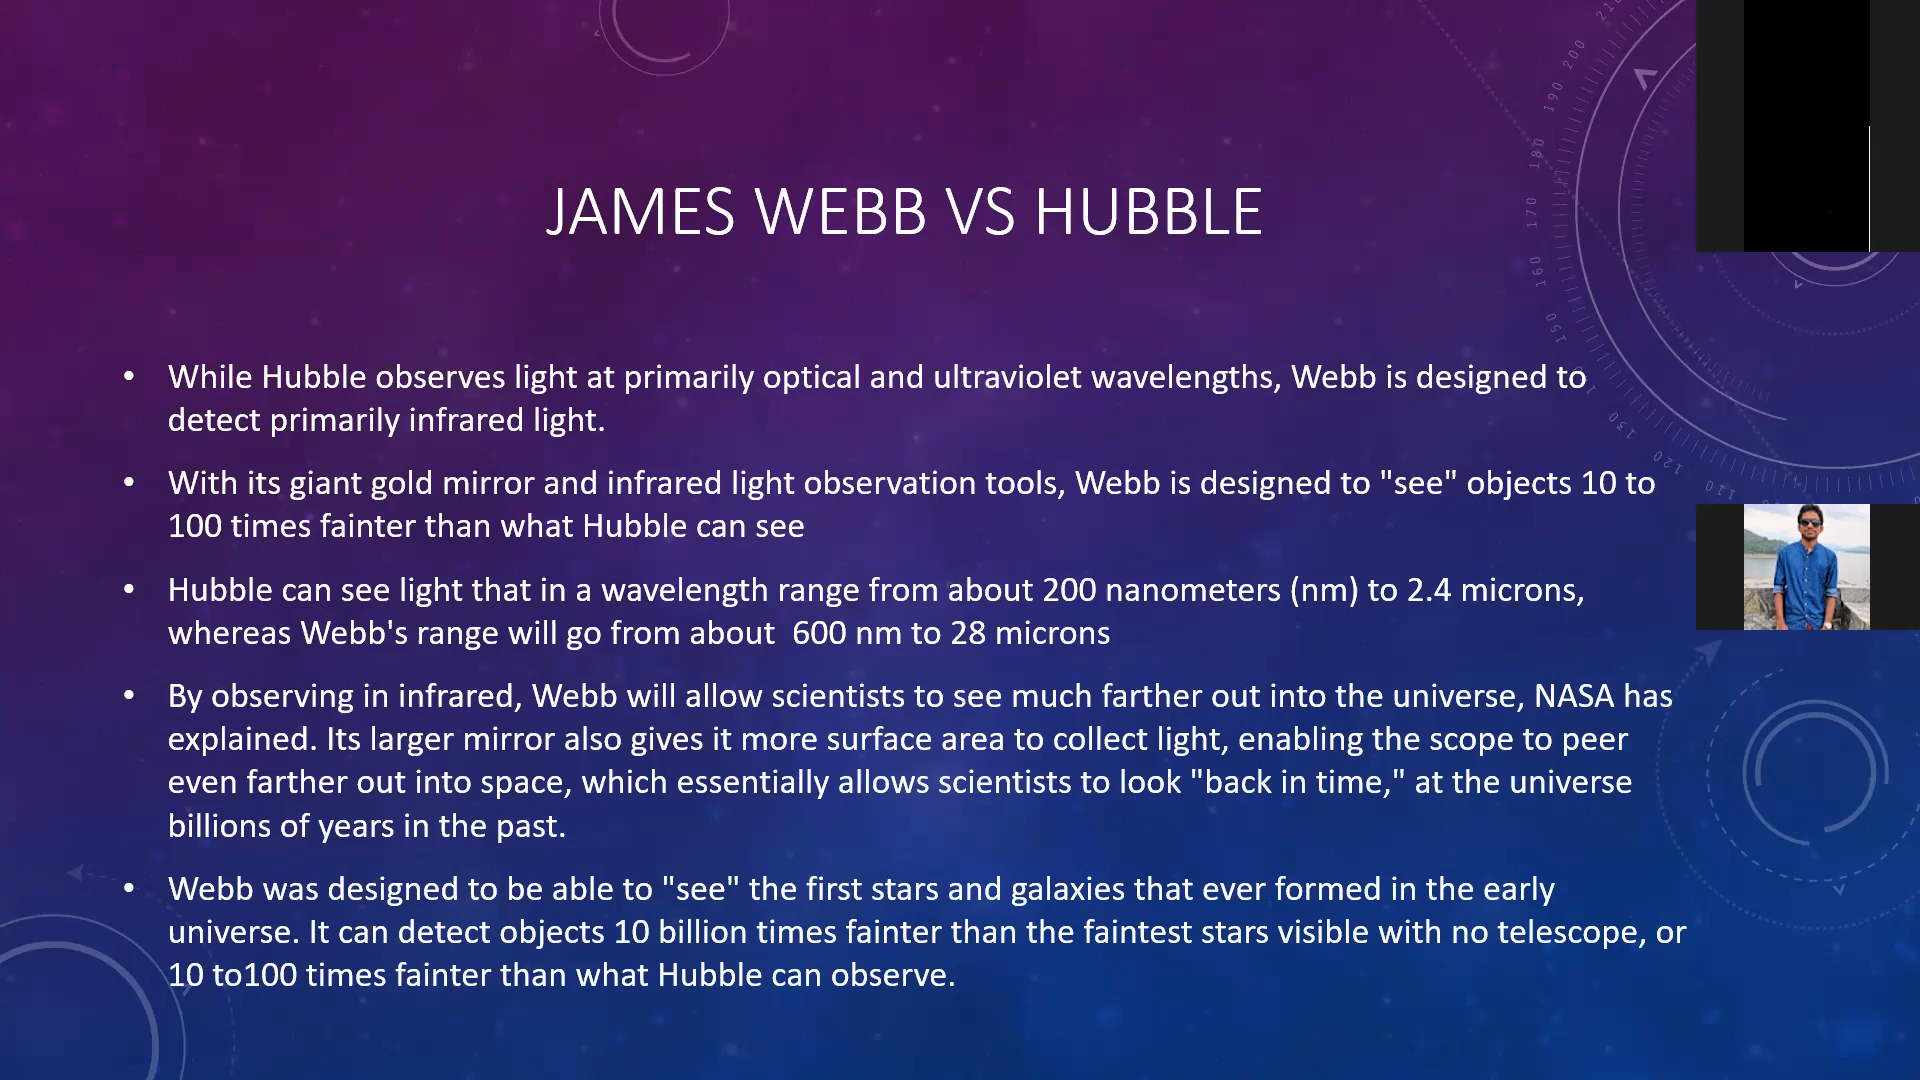 JAMES WEBB VS HUBBLE
• While Hubble observes light at primarily optical and ultraviolet wavelengths, Webb is designed to
detect primarily infrared light.
• With its giant gold mirror and infrared light observation tools, Webb is designed to "see" objects 10 to
100 times fainter than what Hubble can see
• Hubble can see light that in a wavelength range from about 200 nanometers (nm) to 2.4 microns,
whereas Webb's range will go from about  600 nm to 28 microns
• By observing in infrared, Webb will allow scientists to see much farther out into the universe, NASA has
explained. Its larger mirror also gives it more surface area to collect light, enabling the scope to peer
even farther out into space, which essentially allows scientists to look "back in time," at the universe
billions of years in the past.
• Webb was designed to be able to "see" the first stars and galaxies that ever formed in the early
universe. It can detect objects 10 billion times fainter than the faintest stars visible with no telescope, or
10 to100 times fainter than what Hubble can observe.
200
190
180
170
160
150
130
120
110